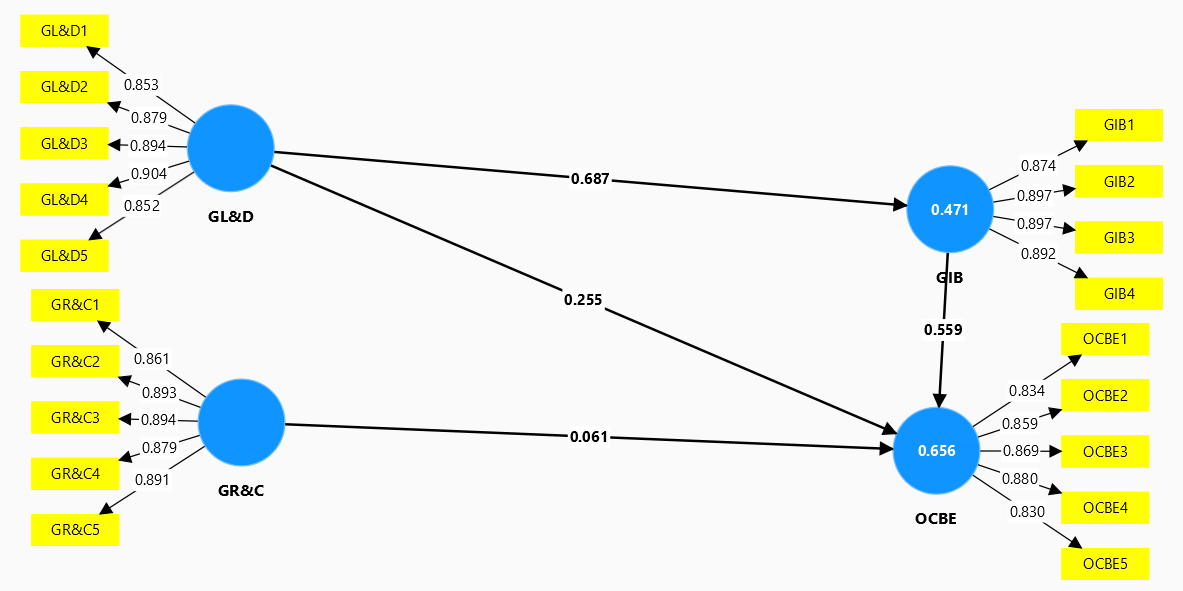 GL&D1
GL&D2
GL&D3
GL&D4
GL&D5
0.853
0.879
0.894
0.904
0.852
GL&D
GR&C1
GR&C2
GR&C3
GR&C4
GR&C5
0.861
0.893
0.894
0.879
0.891
GR&C
0.687
0.255
0.061
0.471
GIB
0.559
0.656
OCBE
0.874
0.897
0.897
0.892
GIB1
GIB2
GIB3
GIB4
0.834
0.859
0.869
0.880
0.830
OCBE1
OCBE2
OCBE3
OCBE4
OCBE5